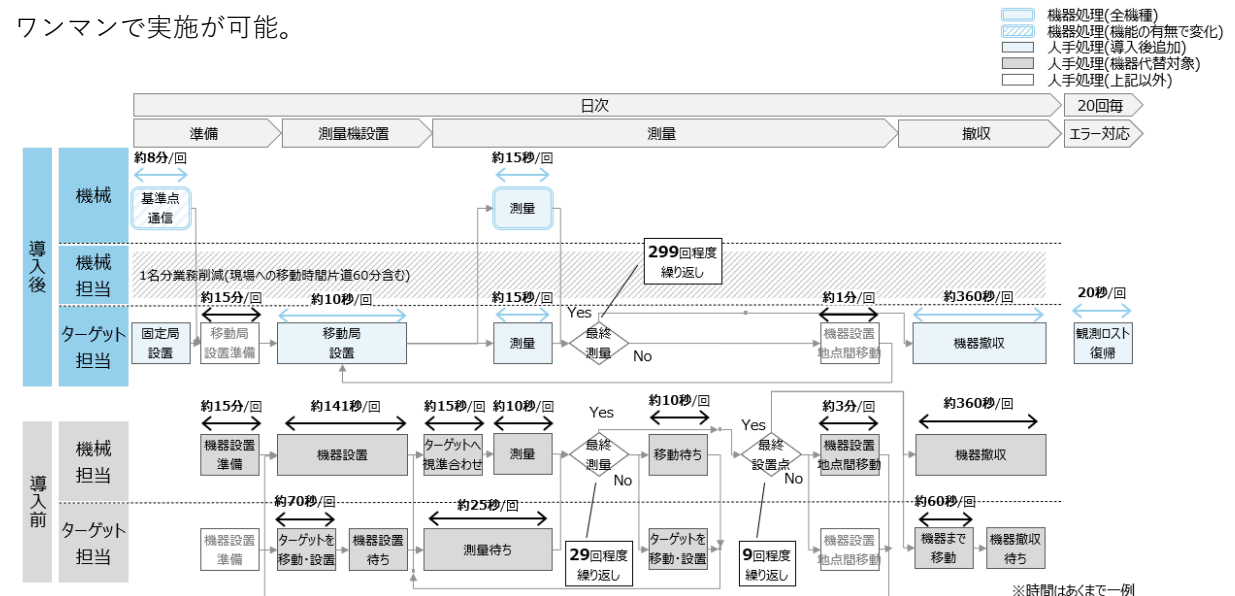 ワンマンで実施が可能。
機器処理(全機種)
機器処理(機能の有無で変化)
人手処理(導入後追加)
人手処理(機器代替対象)
人手処理(上記以外)
日次
20回毎
準備
測量機設置
測量
撤収
エラー対応
導入後
機械
約8分/回
基準点
通信
約15秒/回
測量
機械
担当
1名分業務削減(現場への移動時間片道60分含む)
299回程度
繰り返し
ターゲット
担当
固定局
設置
約15分/回
移動局
設置準備
約10秒/回
移動局
設置
約15秒/回
測量
Yes
最終
測量
No
約1分/回
機器設置
地点間移動
約360秒/回
機器撤収
20秒/回
観測ロスト
復帰
導入前
機械
担当
約15分/回
機器設置
準備
約141秒/回
機器設置
約15秒/回
ターゲットへ
視準合わせ
約10秒/回
測量
Yes
最終
測量
No
約10秒/回
移動待ち
Yes
最終
設置点
No
約3分/回
機器設置
地点間移動
約360秒/回
機器撤収
ターゲット
担当
機器設置
準備
約70秒/回
ターゲットを
移動・設置
機器設置
待ち
約25秒/回
測量待ち
29回程度
繰り返し
ターゲットを
移動・設置
9回程度
繰り返し
機器設置
地点間移動
約60秒/回
機器まで
移動
機器撤収
待ち
※時間はあくまで一例